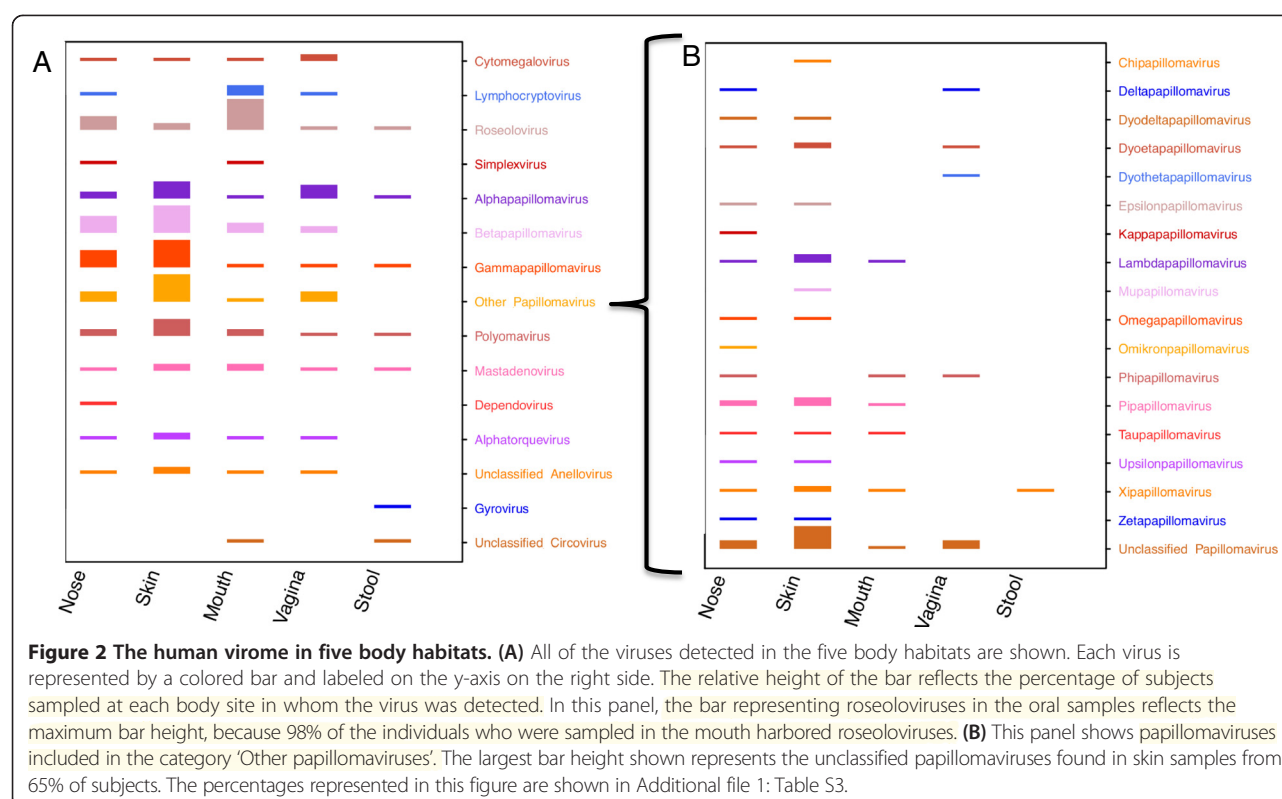 A
Cytomegalovirus
Lymphocryptovirus
Roseolovirus
Simplexvirus
Alphapapillomavirus
Betapapillomavirus
Gammapapillomavirus
Other Papillomavirus
Polyomavirus
Mastadenovirus
Dependovirus
Alphatorquevirus
Unclassified Anellovirus
Gyrovirus
Unclassified Circovirus
Nose
Skin
Mouth
Vagina
Stool
B
Chipapillomavirus
Deltapapillomavirus
Dyodeltapapillomavirus
Dyoetapapillomavirus
Dyothetapapillomavirus
Epsilonpapillomavirus
Kappapapillomavirus
Lambdapapillomavirus
Mupapillomavirus
Omegapapillomavirus
Omikronpapillomavirus
Phipapillomavirus
Pipapillomavirus
Taupapillomavirus
Upsilonpapillomavirus
Xipapillomavirus
Zetapapillomavirus
Unclassified Papillomavirus
Nose
Skin
Mouth
Vagina
Stool
Figure 2 The human virome in five body habitats. (A) All of the viruses detected in the five body habitats are shown. Each virus is
represented by a colored bar and labeled on the y-axis on the right side. The relative height of the bar reflects the percentage of subjects
sampled at each body site in whom the virus was detected. In this panel, the bar representing roseoloviruses in the oral samples reflects the
maximum bar height, because 98% of the individuals who were sampled in the mouth harbored roseoloviruses. (B) This panel shows papillomaviruses
included in the category 'Other papillomaviruses'. The largest bar height shown represents the unclassified papillomaviruses found in skin samples from
65% of subjects. The percentages represented in this figure are shown in Additional file 1: Table S3.